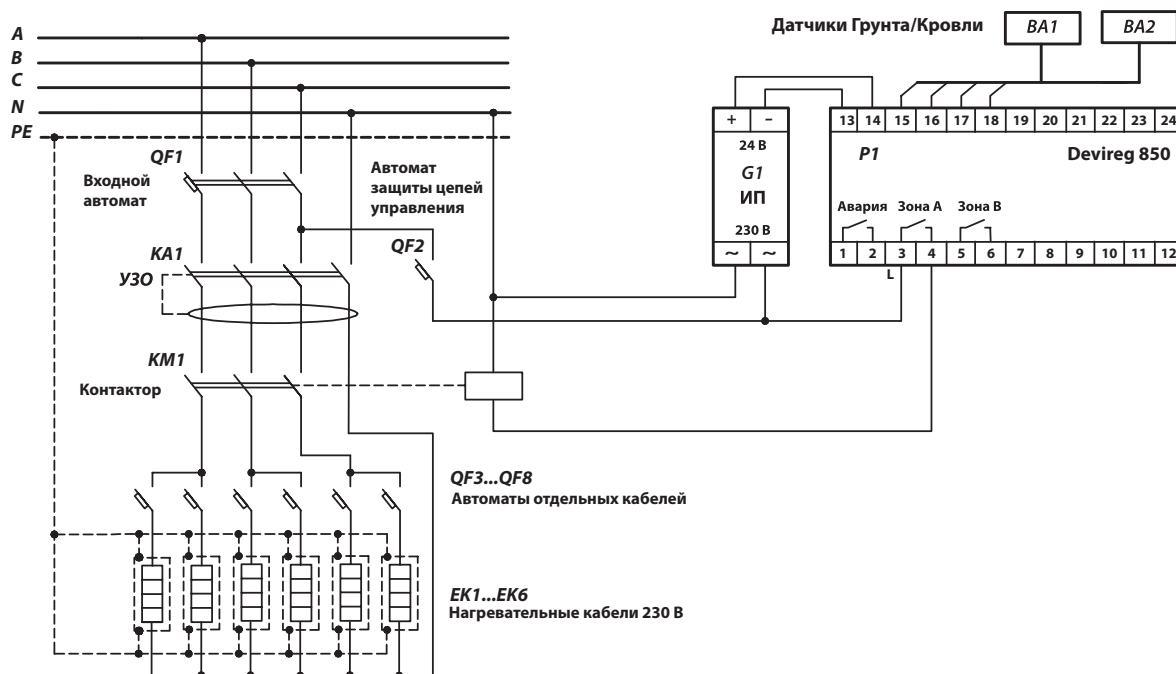 Датчики Грунта/Кровли
BA1
BA2
A
B
C
N
PE
QF1
Входной
автомат
Автомат
защиты цепей
управления
QF2
KA1
УЗО
KM1
Контактор
+ –
24 В
G1
ИП
230 В
~ ~
13 14 15 16 17 18 19 20 21 22 23 24
P1
Devireg 850
Авария Зона А Зона В
1 2 3 4 5 6 7 8 9 10 11 12
L
QF3...QF8
Автоматы отдельных кабелей
EK1...EK6
Нагревательные кабели 230 В